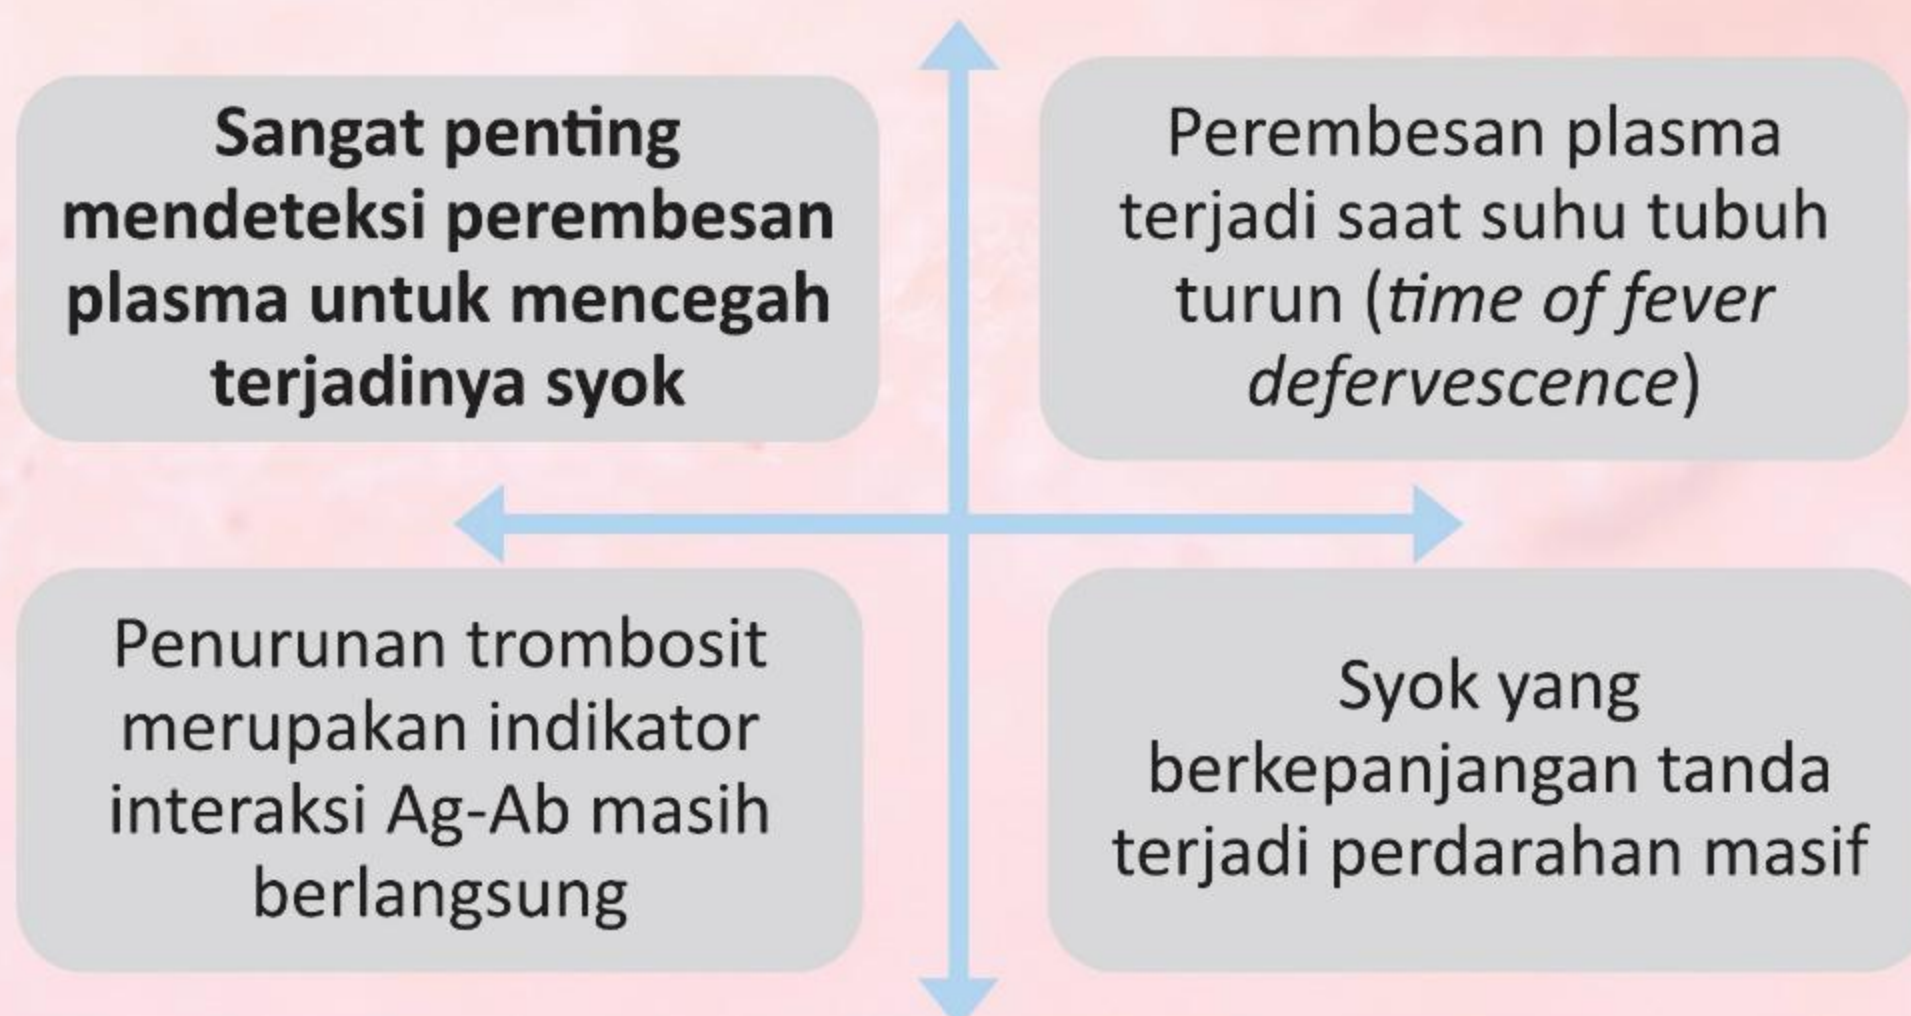 Sangat penting
mendeteksi perembesan
plasma untuk mencegah
terjadinya syok
Perembesan plasma
terjadi saat suhu tubuh
turun (time of fever
defervescence)
Penurunan trombosit
merupakan indikator
interaksi Ag-Ab masih
berlangsung
Syok yang
berkepanjangan tanda
terjadi perdarahan masif